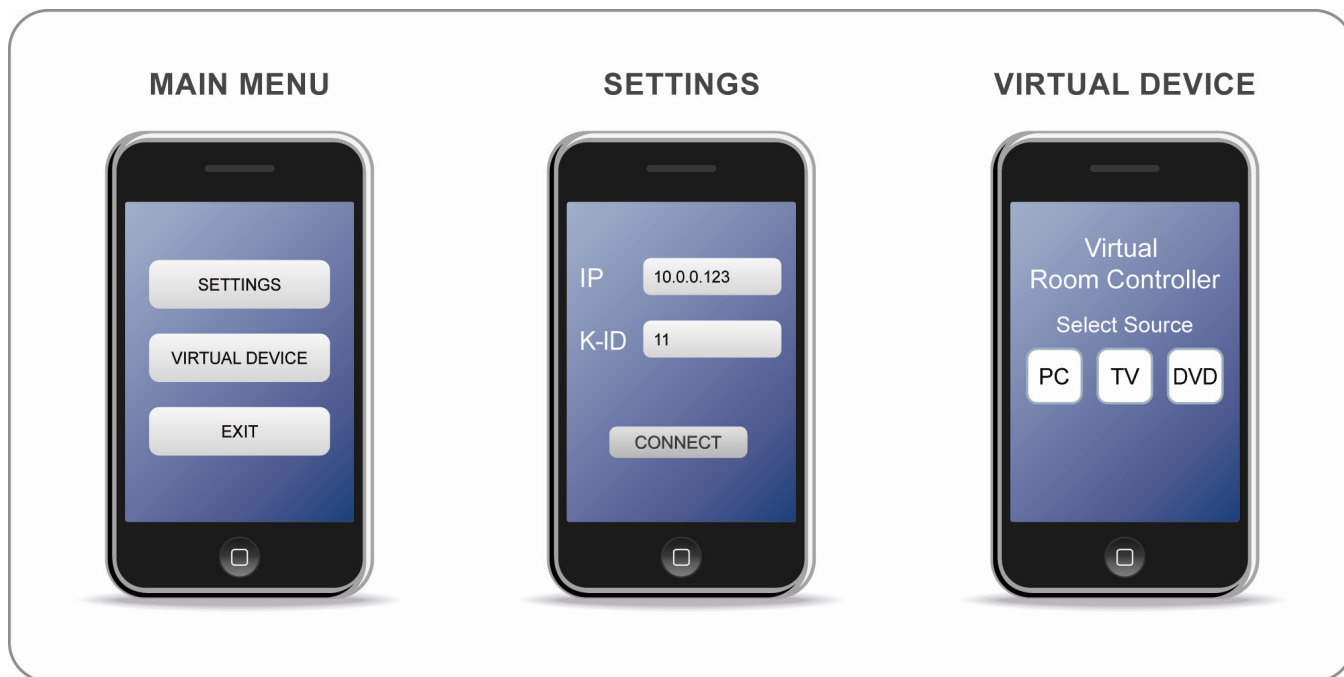 MAIN MENU
SETTINGS
VIRTUAL DEVICE
EXIT
SETTINGS
IP 10.0.0.123
K-ID 11
CONNECT
VIRTUAL DEVICE
Virtual
Room Controller
Select Source
PC TV DVD